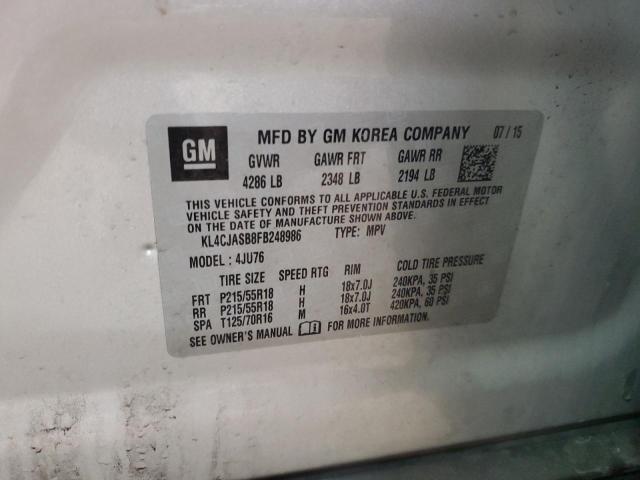 GM
MFD BY GM KOREA COMPANY 07 / 15
GVWR GAWR FRT GAWR RR
4286 LB 2348 LB 2194 LB
THIS VEHICLE CONFORMS TO ALL APPLICABLE U.S. FEDERAL MOTOR
VEHICLE SAFETY AND THEFT PREVENTION STANDARDS IN EFFECT
ON THE DATE OF MANUFACTURE SHOWN ABOVE.
KL4CJASB8FB248986 TYPE: MPV
MODEL: 4JU76
TIRE SIZE SPEED RTG RIM COLD TIRE PRESSURE
FRT P215/55R18 H 18x7.0J 240KPA, 35 PSI
RR P215/55R18 H 18x7.0J 240KPA, 35 PSI
SPA T125/70R16 M 16x4.0T 420KPA, 60 PSI
SEE OWNER'S MANUAL FOR MORE INFORMATION.